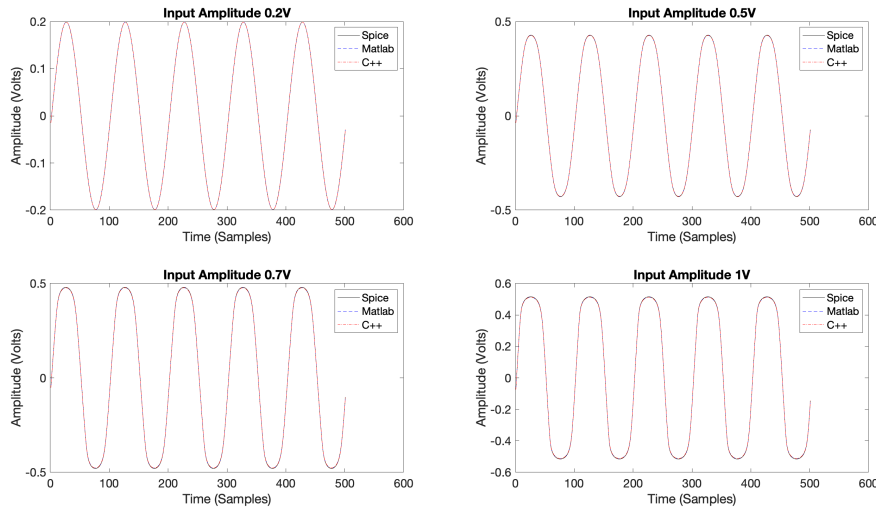 Input Amplitude 0.2V
Amplitude (Volts)
0.2
0.1
0
-0.1
-0.2
0 100 200 300 400 500 600
Time (Samples)
Spice
Matlab
C++
Input Amplitude 0.5V
Amplitude (Volts)
0.5
0
-0.5
0 100 200 300 400 500 600
Time (Samples)
Spice
Matlab
C++
Input Amplitude 0.7V
Amplitude (Volts)
0.5
0
-0.5
0 100 200 300 400 500 600
Time (Samples)
Spice
Matlab
C++
Input Amplitude 1V
Amplitude (Volts)
0.6
0.4
0.2
0
-0.2
-0.4
-0.6
0 100 200 300 400 500 600
Time (Samples)
Spice
Matlab
C++